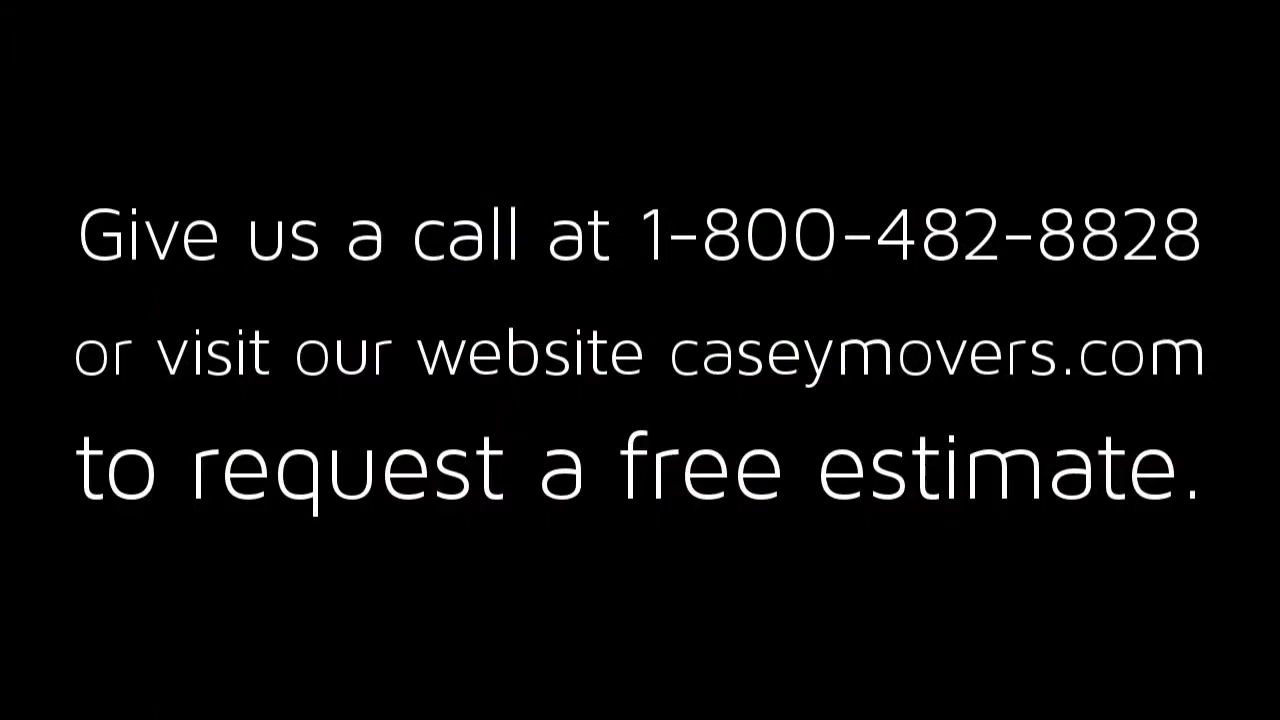 Give us a call at 1-800-482-8828
or visit our website caseymovers.com
to request a free estimate.